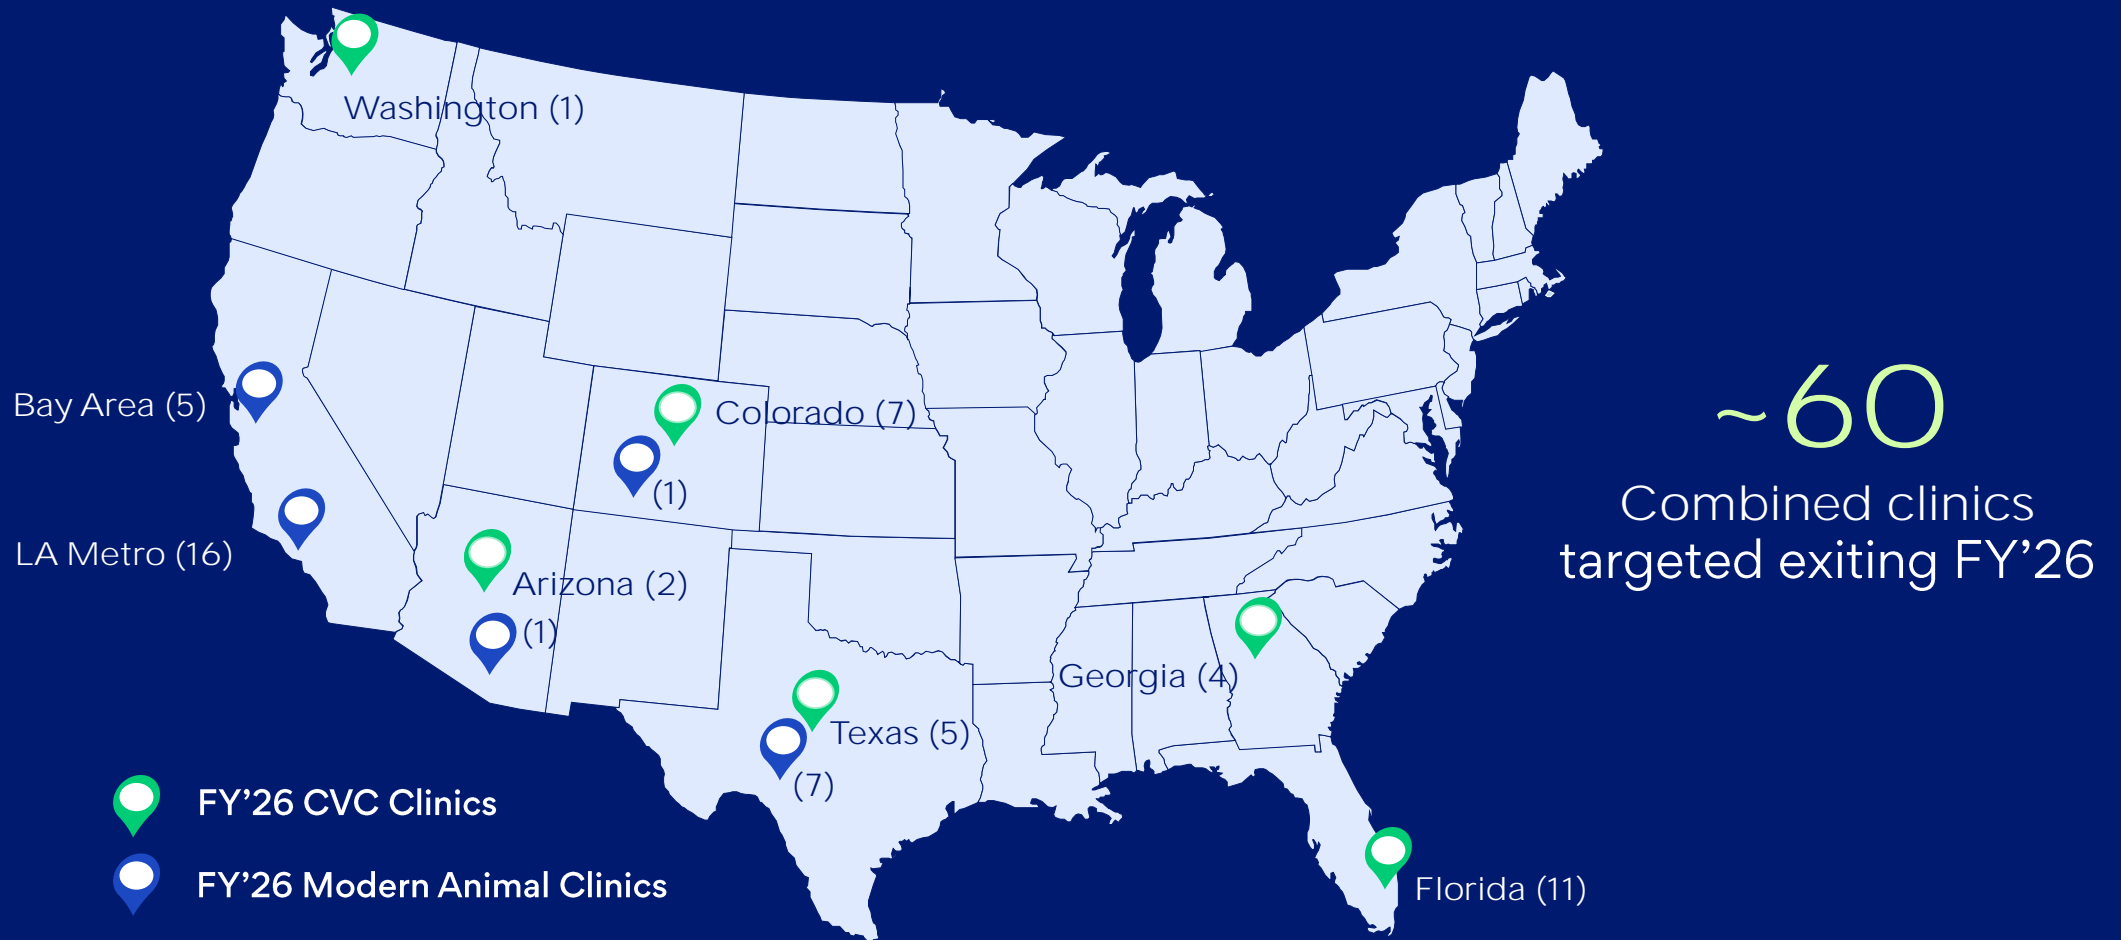 Washington (1)
Bay Area (5)
Colorado (7)
(1)
LA Metro (16)
Arizona (2)
(1)
Georgia (4)
Texas (5)
(7)
Florida (11)
FY’26 CVC Clinics
FY’26 Modern Animal Clinics
~60
Combined clinics
targeted exiting FY’26